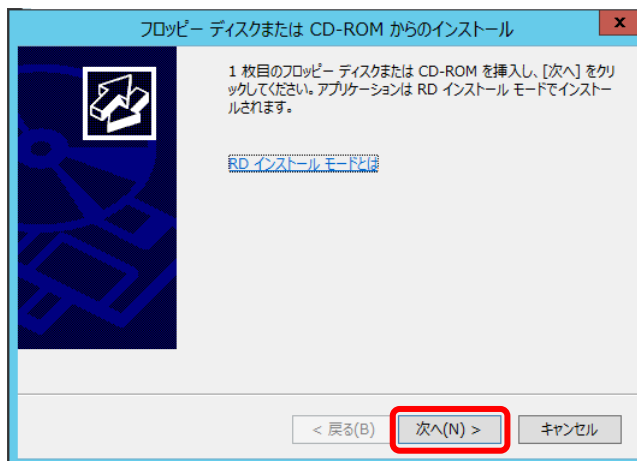 フロッピー ディスクまたは CD-ROM からのインストール
x
1 枚目のフロッピー ディスクまたは CD-ROM を挿入し、[次へ] をクリ
ックしてください。アプリケーションは RD インストール モードでインストー
ルされます。
RD インストール モードとは
< 戻る(B)
次へ(N) >
キャンセル